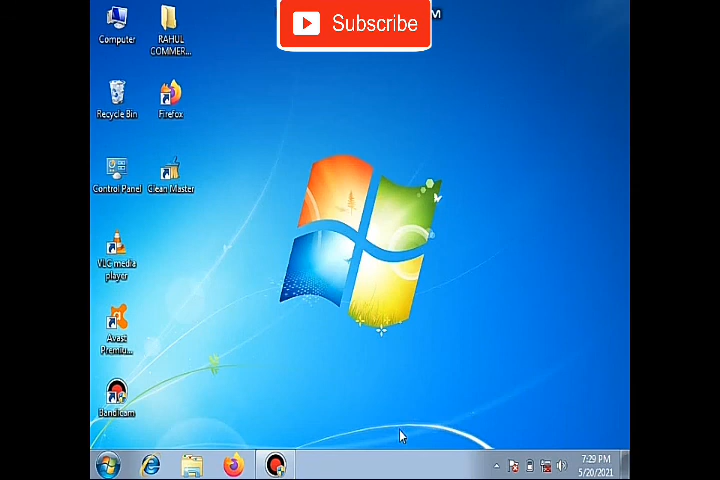 Subscribe
M
Computer
RAHUL
COMMER...
Recycle Bin
Firefox
Control Panel
Clean Master
VLC media
player
Avast
Premiu...
Bandicam
7:29 PM
5/20/2021